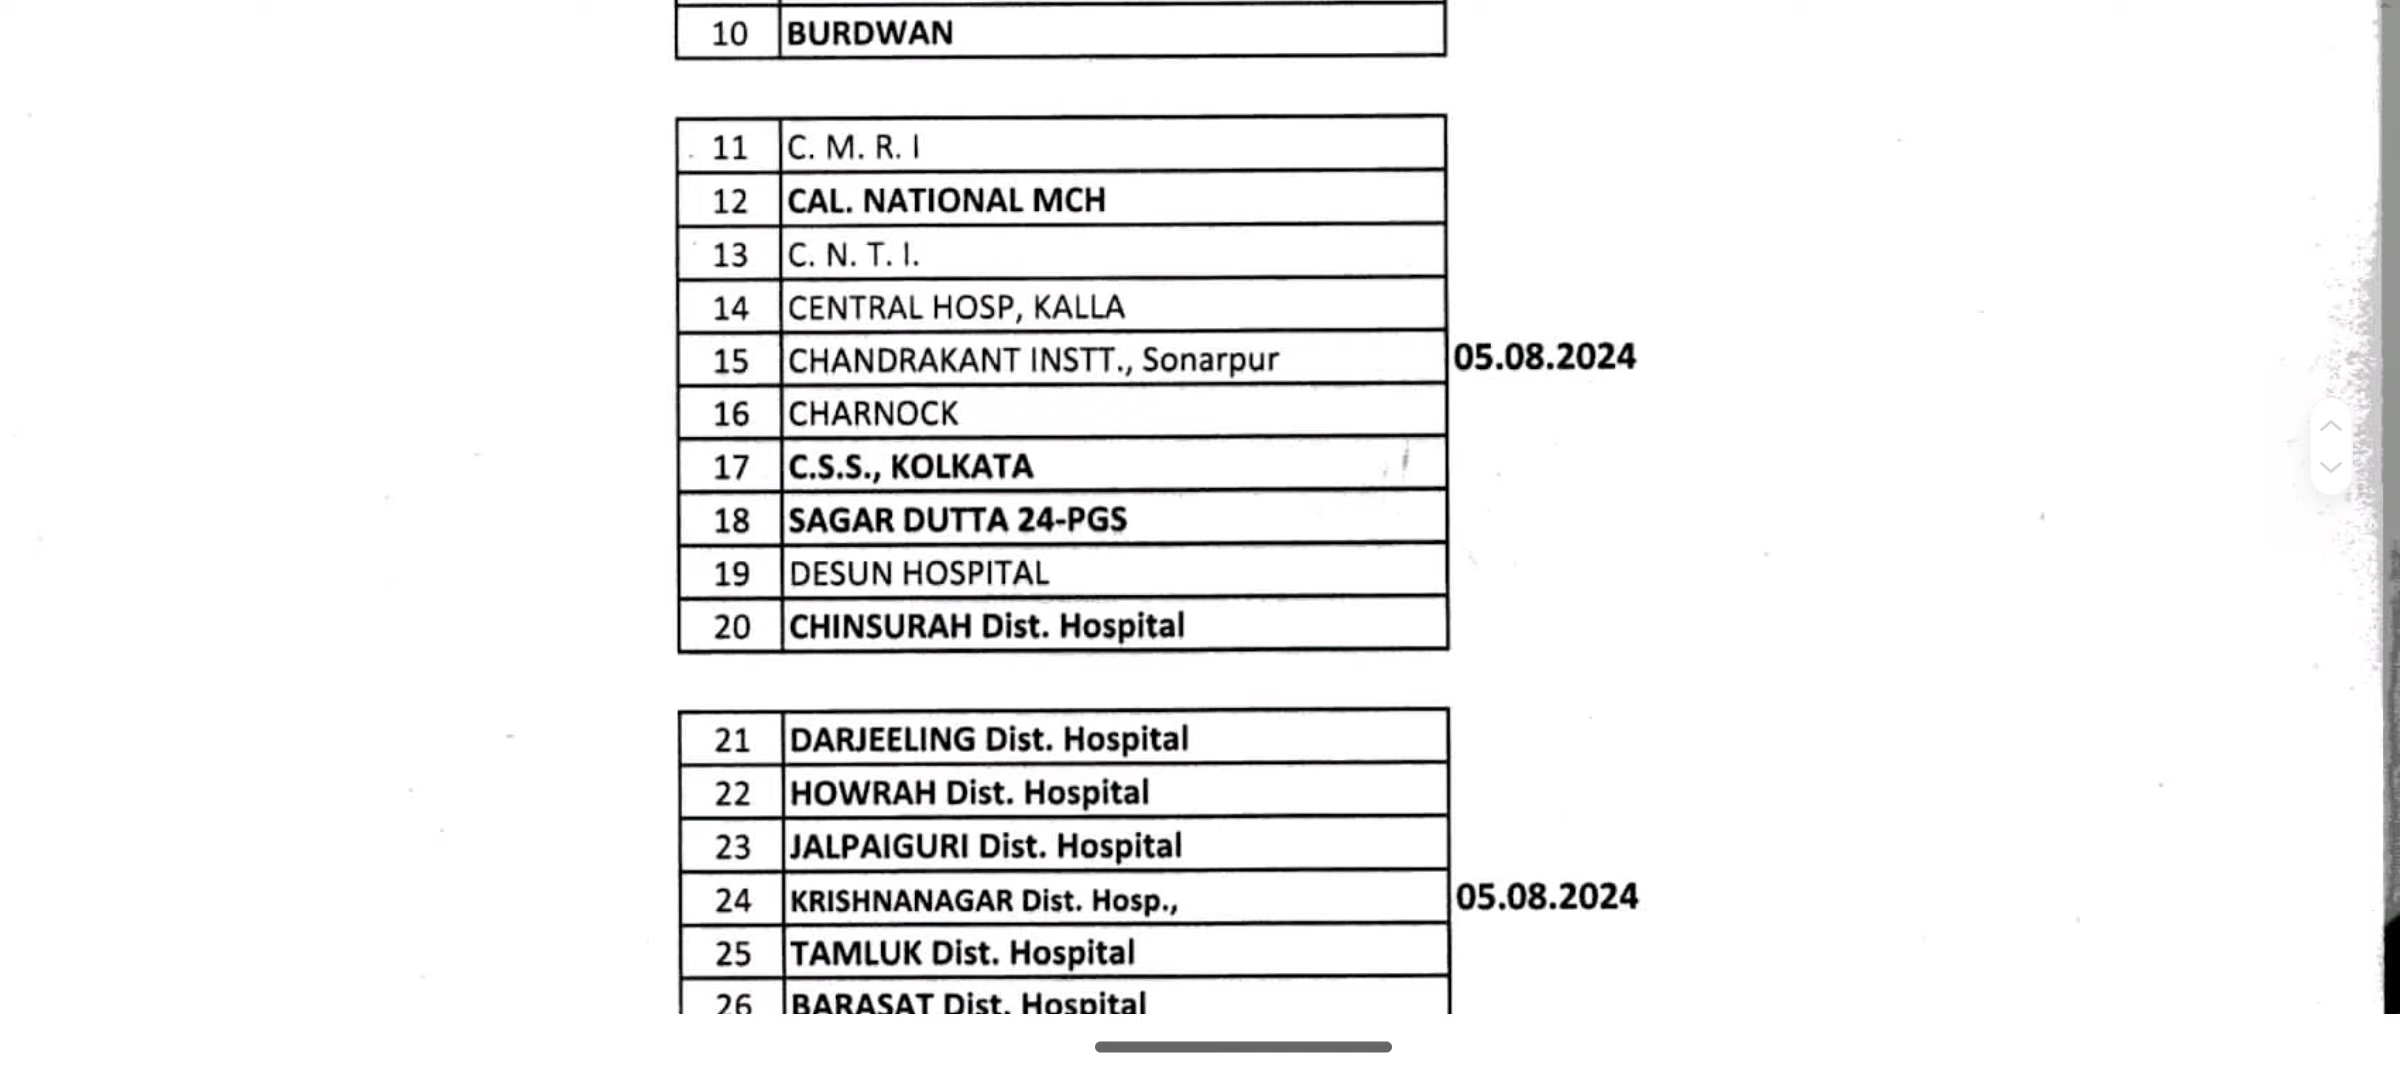 10 BURDWAN
11 C. M. R. I
12 CAL. NATIONAL MCH
13 C. N. T. I.
14 CENTRAL HOSP, KALLA
15 CHANDRAKANT INSTT., Sonarpur 05.08.2024
16 CHARNOCK
17 C.S.S., KOLKATA
18 SAGAR DUTTA 24-PGS
19 DESUN HOSPITAL
20 CHINSURAH Dist. Hospital
21 DARJEELING Dist. Hospital
22 HOWRAH Dist. Hospital
23 JALPAIGURI Dist. Hospital
24 KRISHNANAGAR Dist. Hosp., 05.08.2024
25 TAMLUK Dist. Hospital
26 BARASAT Dist. Hospital